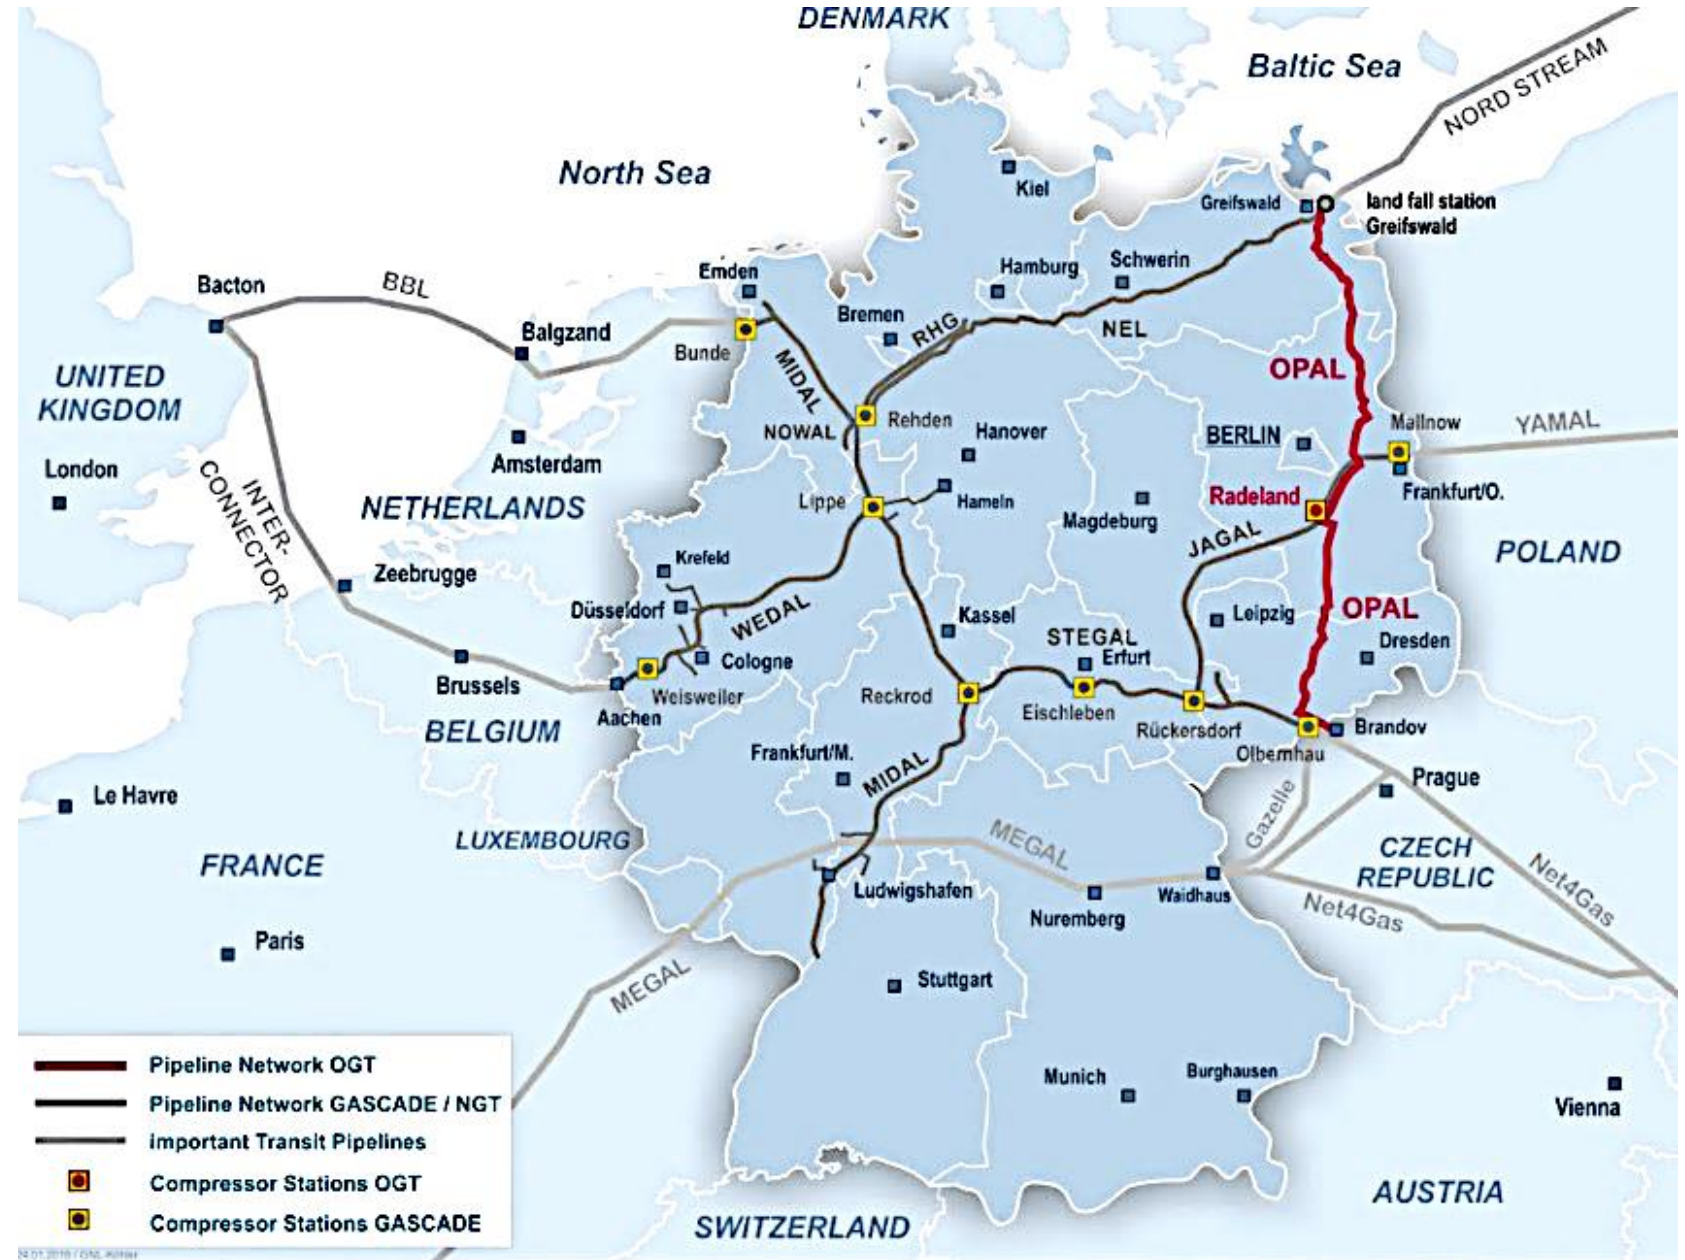 DENMARK
Baltic Sea
NORD STREAM
North Sea
Kiel
Greifswald
land fall station
Greifswald
Emden
Hamburg
Schwerin
Bacton
BBL
Bremen
RHG
NEL
Balgzand
Bunde
MIDAL
OPAL
UNITED
KINGDOM
Rehden
Mallnow
YAMAL
NOWAL
Hanover
BERLIN
Amsterdam
London
INTER-
CONNECTOR
NETHERLANDS
Lippe
Hameln
Radeland
Frankfurt/O.
Magdeburg
JAGAL
POLAND
Krefeld
Zeebrugge
Düsseldorf
WEDAL
Kassel
Leipzig
OPAL
STEGAL
Dresden
Erfurt
Cologne
Brussels
Weisweiler
Reckrod
Eischleben
Aachen
BELGIUM
Rückersdorf
Brandov
Olbernhau
Frankfurt/M.
MIDAL
Prague
Le Havre
Gazelle
LUXEMBOURG
MEGAL
CZECH
REPUBLIC
FRANCE
Ludwigshafen
Waidhaus
Net4Gas
Nuremberg
Net4Gas
Paris
MEGAL
Stuttgart
Munich
Burghausen
Vienna
Pipeline Network OGT
Pipeline Network GASCADE / NGT
Important Transit Pipelines
Compressor Stations OGT
Compressor Stations GASCADE
AUSTRIA
SWITZERLAND